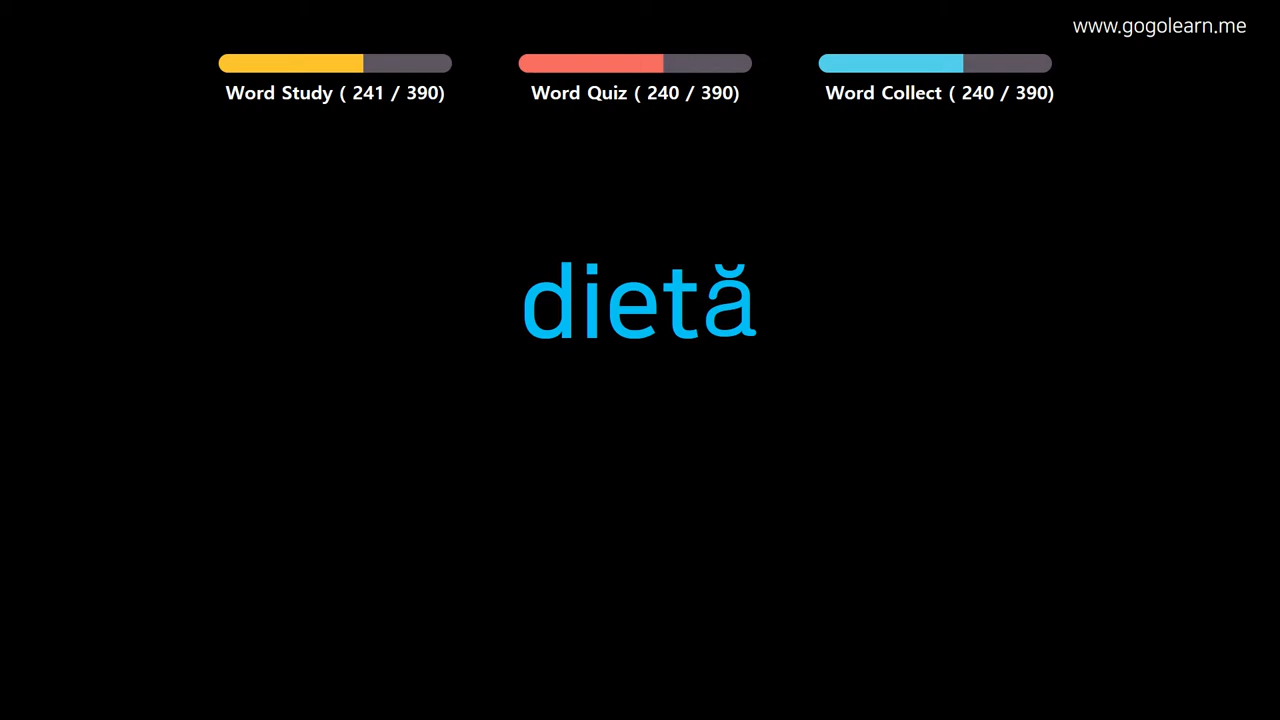 www.gogolearn.me
Word Study ( 241 / 390)
Word Quiz ( 240 / 390)
Word Collect ( 240 / 390)
dietă